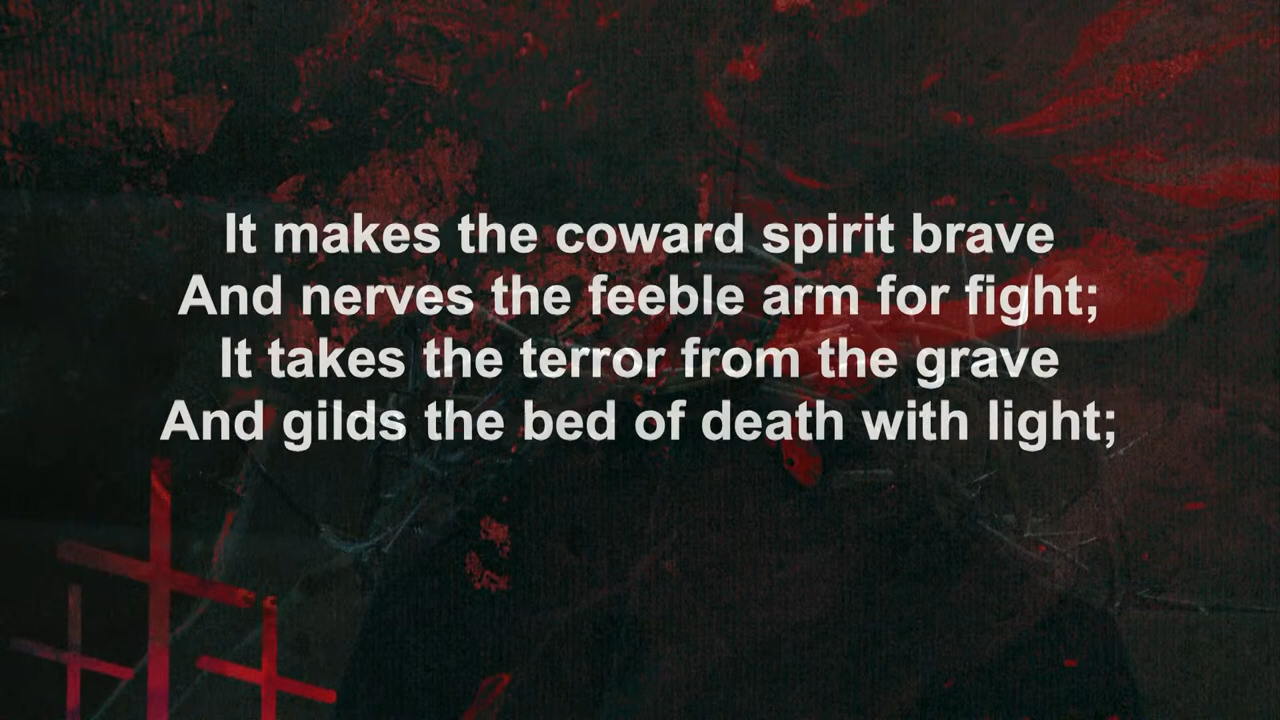 It makes the coward spirit brave
And nerves the feeble arm for fight;
It takes the terror from the grave
And gilds the bed of death with light;